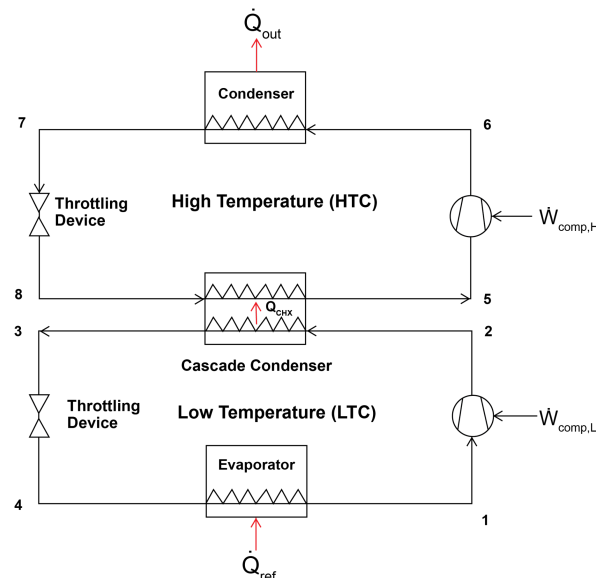 Q̇out
Condenser
7
6
Throttling
Device
High Temperature (HTC)
Ẇcomp,H
8
QCHX
5
3
2
Cascade Condenser
Throttling
Device
Low Temperature (LTC)
Ẇcomp,L
Evaporator
4
1
Q̇ref